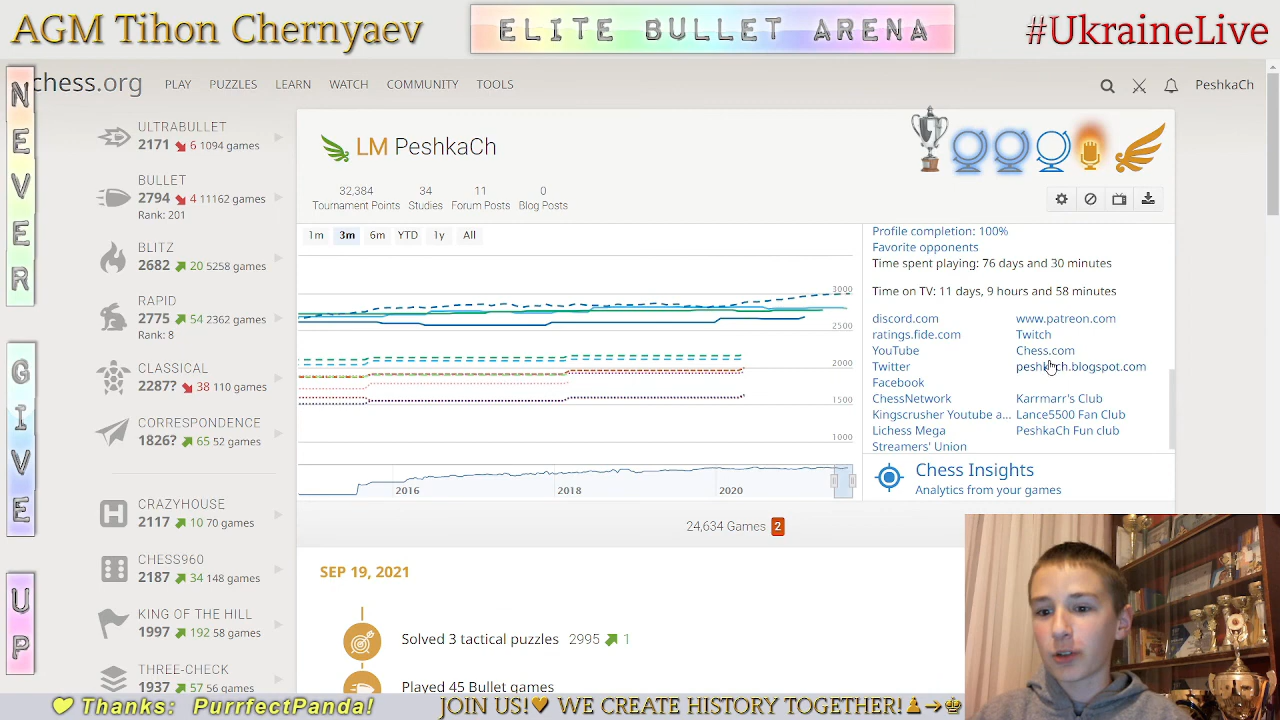 AGM Tihon Chernyaev
ELITE BULLET ARENA
#UkraineLive
NEVER
GIVE
UP
chess.org
PLAY PUZZLES LEARN WATCH COMMUNITY TOOLS
PeshkaCh
ULTRABULLET
2171 6 1094 games
BULLET
2794 4 11162 games
Rank: 201
BLITZ
2682 20 5258 games
RAPID
2775 54 2362 games
Rank: 8
CLASSICAL
2287? 38 110 games
CORRESPONDENCE
1826? 65 52 games
CRAZYHOUSE
2117 10 70 games
CHESS960
2187 34 148 games
KING OF THE HILL
1997 192 58 games
THREE-CHECK
1937 57 56 games
LM PeshkaCh
32,384 34 11 0
Tournament Points Studies Forum Posts Blog Posts
1m 3m 6m YTD 1y All
3000
2500
2000
1500
1000
2016 2018 2020
Profile completion: 100%
Favorite opponents
Time spent playing: 76 days and 30 minutes
Time on TV: 11 days, 9 hours and 58 minutes
discord.com www.patreon.com
ratings.fide.com Twitch
YouTube Chess.com
Twitter peshkach.blogspot.com
Facebook
ChessNetwork Karrmarr's Club
Kingscrusher Youtube a... Lance5500 Fan Club
Lichess Mega PeshkaCh Fun club
Streamers' Union
Chess Insights
Analytics from your games
24,634 Games 2
SEP 19, 2021
Solved 3 tactical puzzles 2995 1
Played 45 Bullet games
Thanks: PurrfectPanda!
JOIN US! WE CREATE HISTORY TOGETHER!